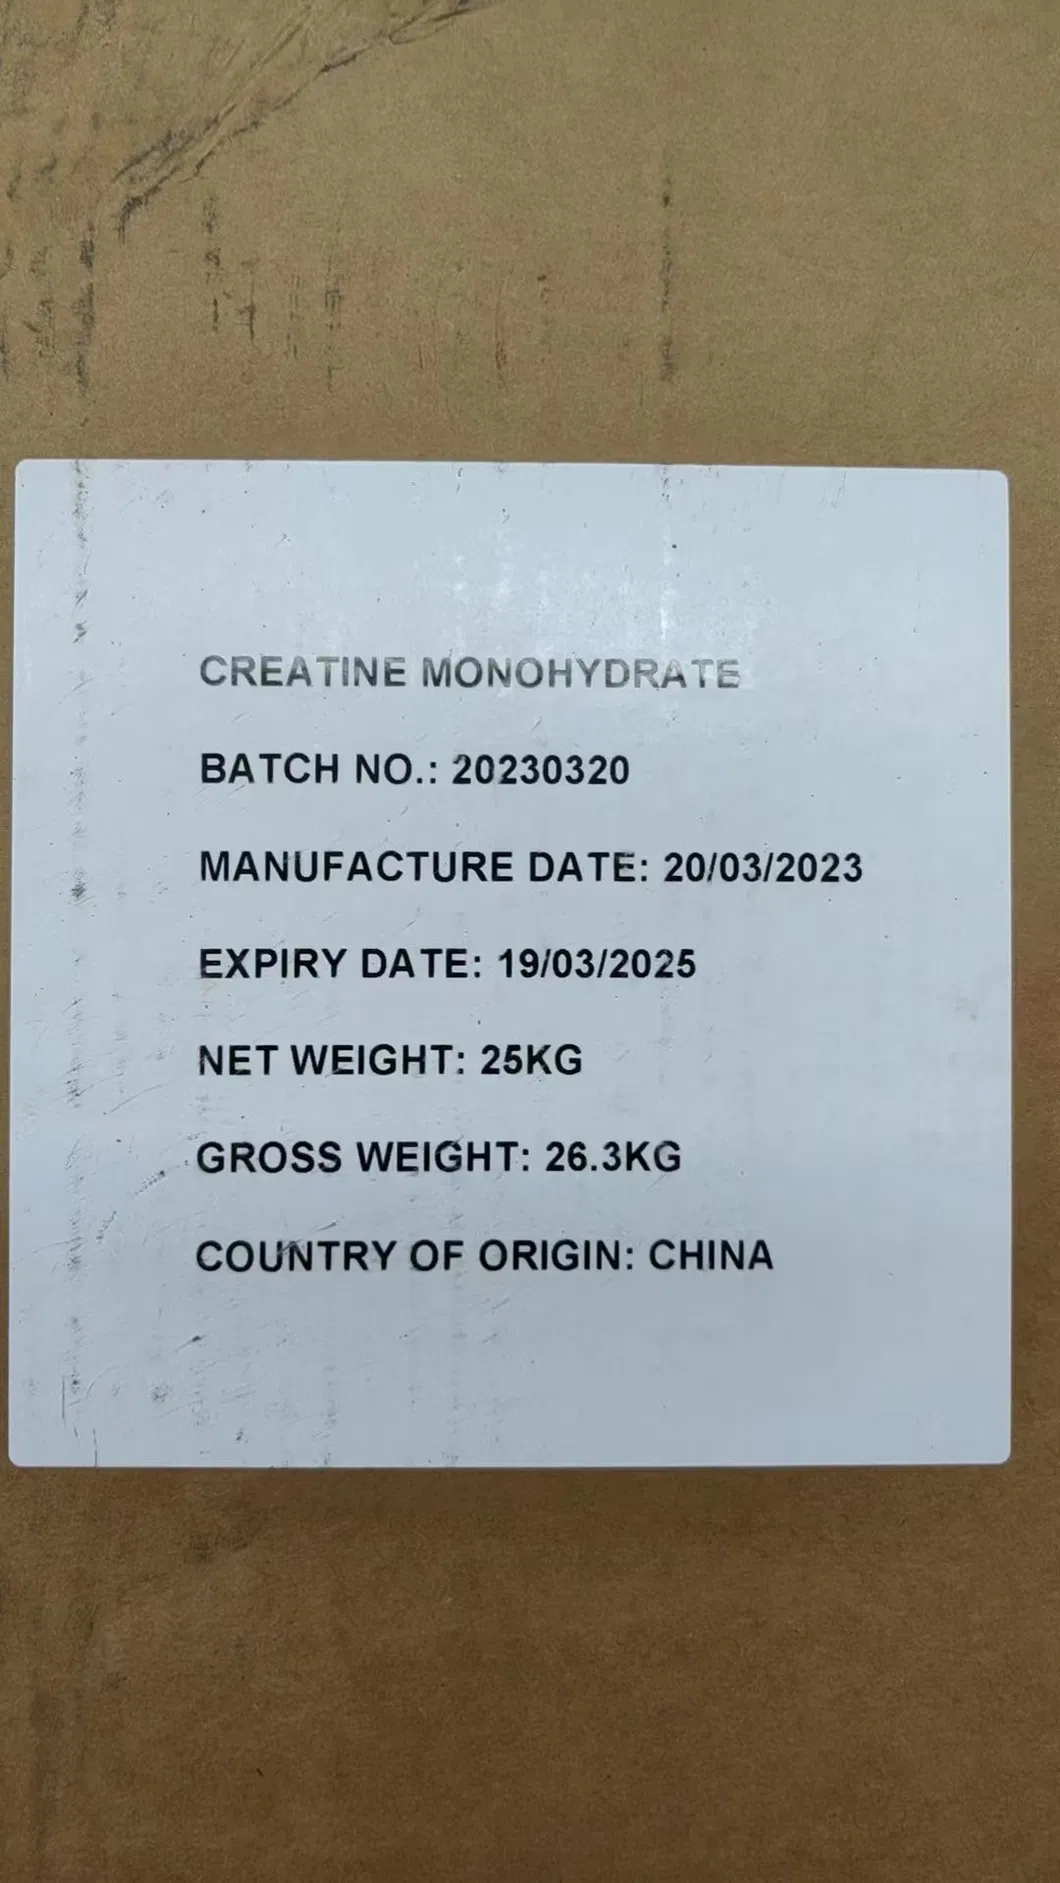 CREATINE MONOHYDRATE
BATCH NO.: 20230320
MANUFACTURE DATE: 20/03/2023
EXPIRY DATE: 19/03/2025
NET WEIGHT: 25KG
GROSS WEIGHT: 26.3KG
COUNTRY OF ORIGIN: CHINA